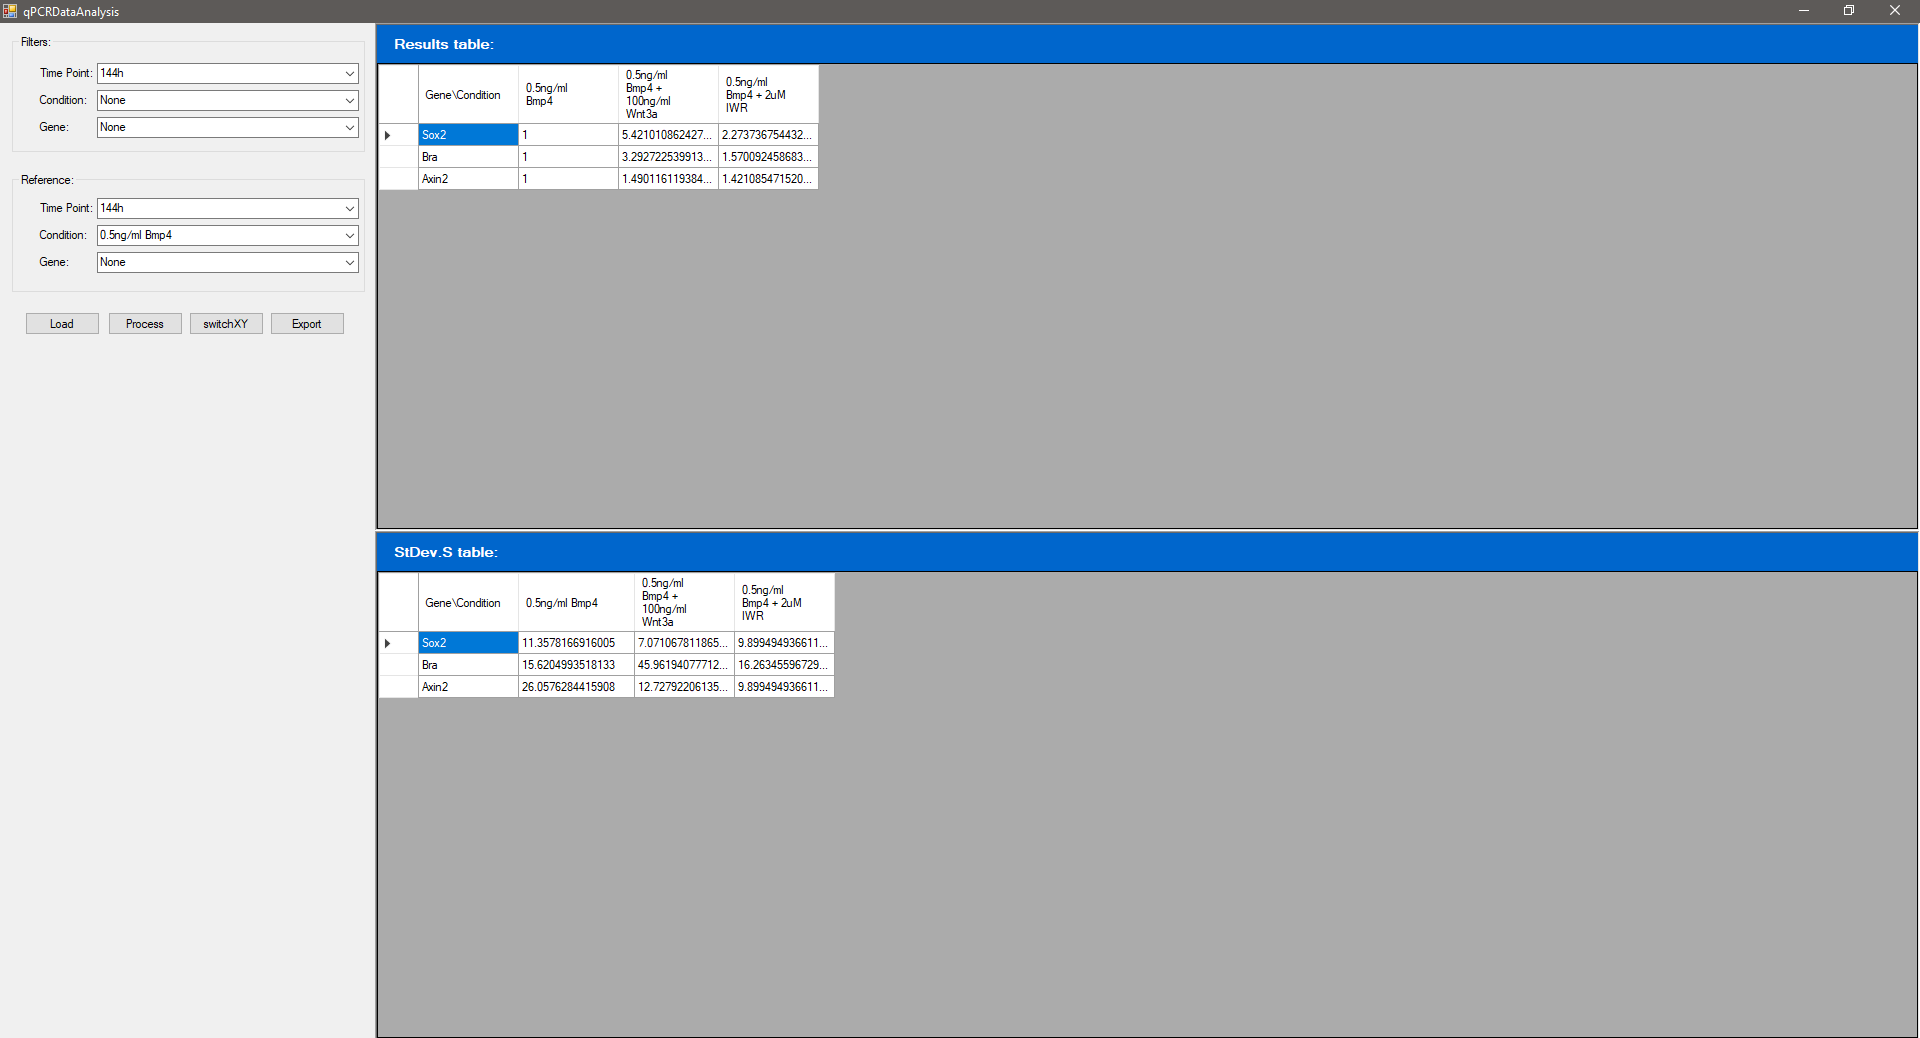 qPCRDataAnalysis
Filters:
Time Point: 144h
Condition: None
Gene: None
Reference:
Time Point: 144h
Condition: 0.5ng/ml Bmp4
Gene: None
Load Process switchXY Export
Results table:
Gene\Condition
0.5ng/ml
Bmp4
0.5ng/ml
Bmp4 +
100ng/ml
Wnt3a
0.5ng/ml
Bmp4 + 2uM
IWR
Sox2 1 5.421010862427... 2.273736754432...
Bra 1 3.292722539913... 1.570092458683...
Axin2 1 1.490116119384... 1.421085471520...
StDev.S table:
Gene\Condition
0.5ng/ml Bmp4
0.5ng/ml
Bmp4 +
100ng/ml
Wnt3a
0.5ng/ml
Bmp4 + 2uM
IWR
Sox2 11.3578166916005 7.071067811865... 9.899494936611...
Bra 15.6204993518133 45.96194077712... 16.26345596729...
Axin2 26.0576284415908 12.72792206135... 9.899494936611...